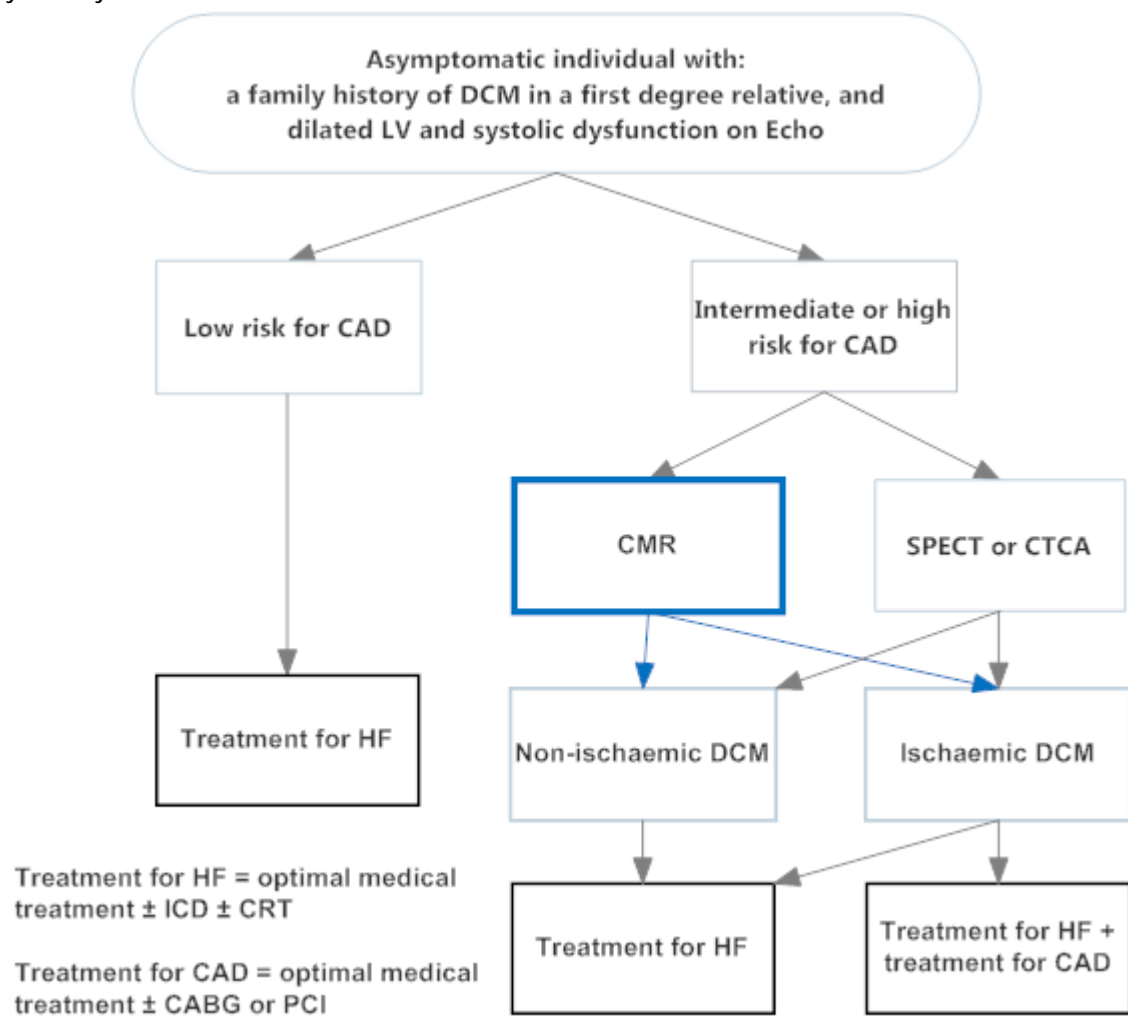 Asymptomatic individual with:
a family history of DCM in a first degree relative, and
dilated LV and systolic dysfunction on Echo
Low risk for CAD
Intermediate or high
risk for CAD
CMR
SPECT or CTCA
Treatment for HF
Non-ischaemic DCM
Ischaemic DCM
Treatment for HF = optimal medical
treatment ± ICD ± CRT
Treatment for CAD = optimal medical
treatment ± CABG or PCI
Treatment for HF
Treatment for HF +
treatment for CAD